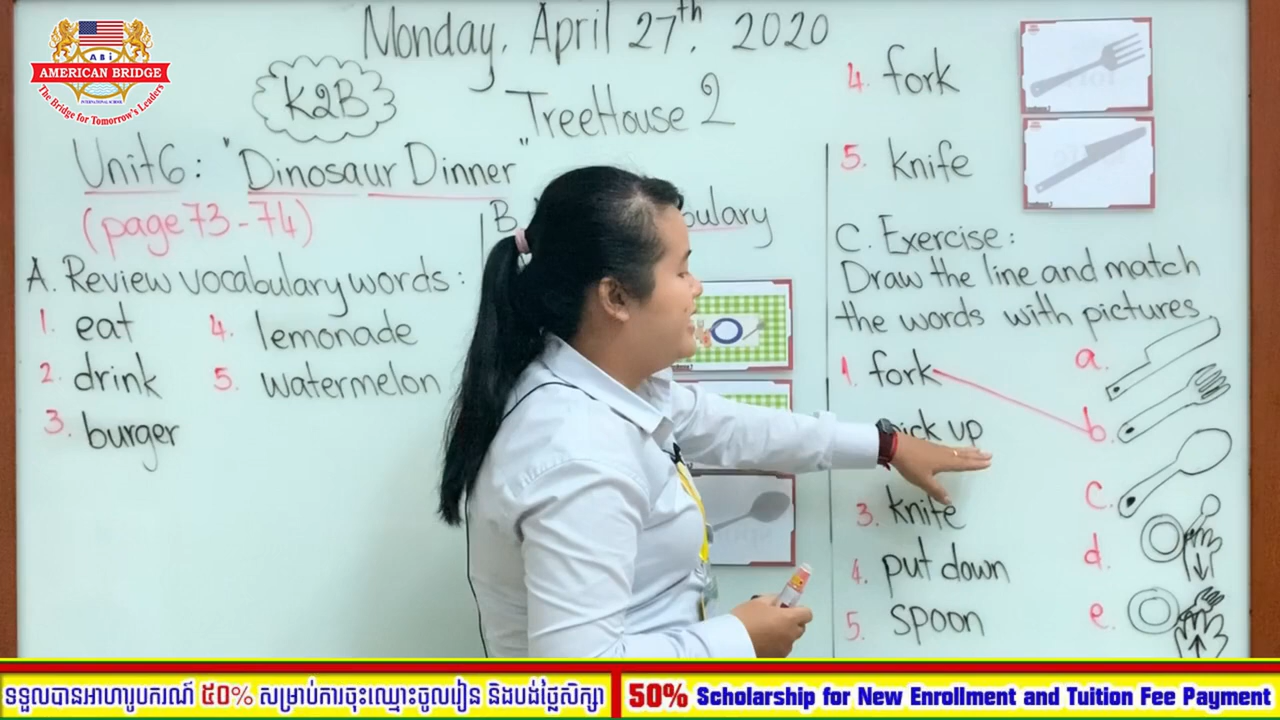 ABi
AMERICAN BRIDGE
INTERNATIONAL SCHOOL
The Bridge for Tomorrow's Leaders
Monday, April 27th, 2020
K2B
TreeHouse 2
Unit 6: "Dinosaur Dinner"
(page 73-74)
A. Review vocabulary words:
1. eat
2. drink
3. burger
4. lemonade
5. watermelon
B.
4. fork
5. knife
C. Exercise:
Draw the line and match
the words with pictures
1. fork
pick up
3. knife
4. put down
5. spoon
a.
b.
c.
d.
e.
ទទួលបានអាហារូបករណ៍ ៥០% សម្រាប់ការចុះឈ្មោះចូលរៀន និងបង់ថ្លៃសិក្សា
50% Scholarship for New Enrollment and Tuition Fee Payment